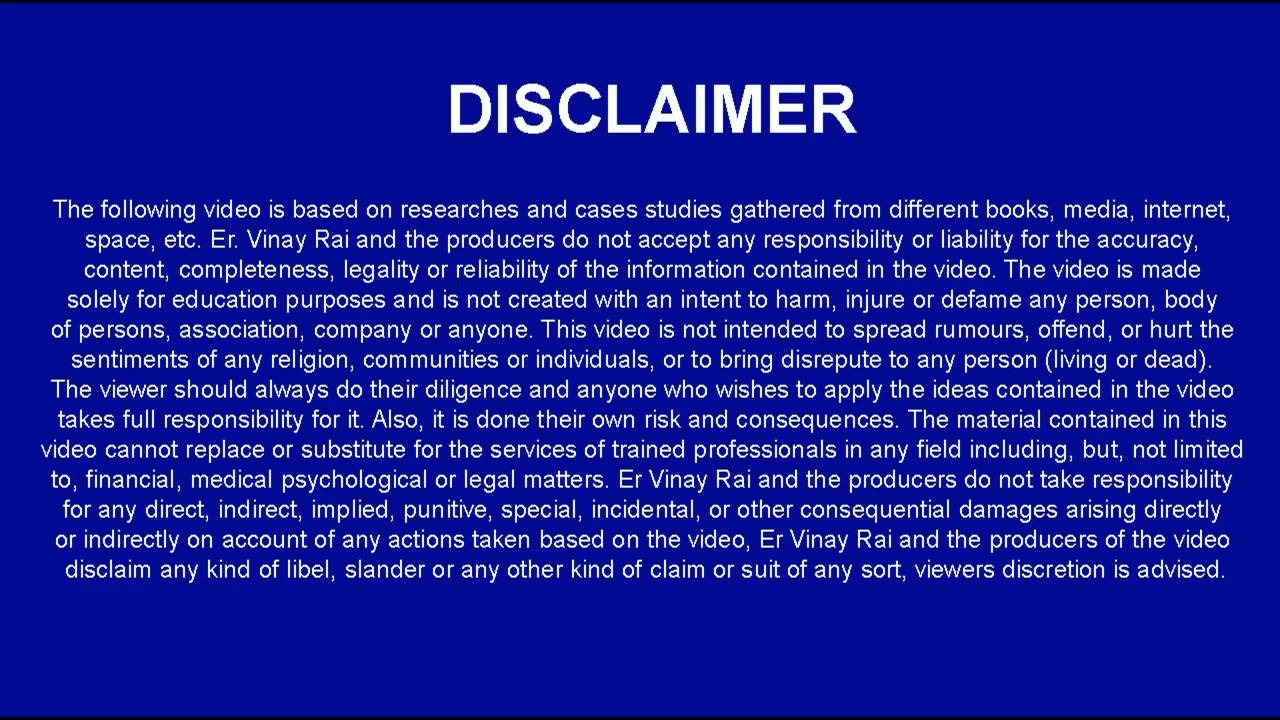 DISCLAIMER
The following video is based on researches and cases studies gathered from different books, media, internet,
space, etc. Er. Vinay Rai and the producers do not accept any responsibility or liability for the accuracy,
content, completeness, legality or reliability of the information contained in the video. The video is made
solely for education purposes and is not created with an intent to harm, injure or defame any person, body
of persons, association, company or anyone. This video is not intended to spread rumours, offend, or hurt the
sentiments of any religion, communities or individuals, or to bring disrepute to any person (living or dead).
The viewer should always do their diligence and anyone who wishes to apply the ideas contained in the video
takes full responsibility for it. Also, it is done their own risk and consequences. The material contained in this
video cannot replace or substitute for the services of trained professionals in any field including, but, not limited
to, financial, medical psychological or legal matters. Er Vinay Rai and the producers do not take responsibility
for any direct, indirect, implied, punitive, special, incidental, or other consequential damages arising directly
or indirectly on account of any actions taken based on the video, Er Vinay Rai and the producers of the video
disclaim any kind of libel, slander or any other kind of claim or suit of any sort, viewers discretion is advised.